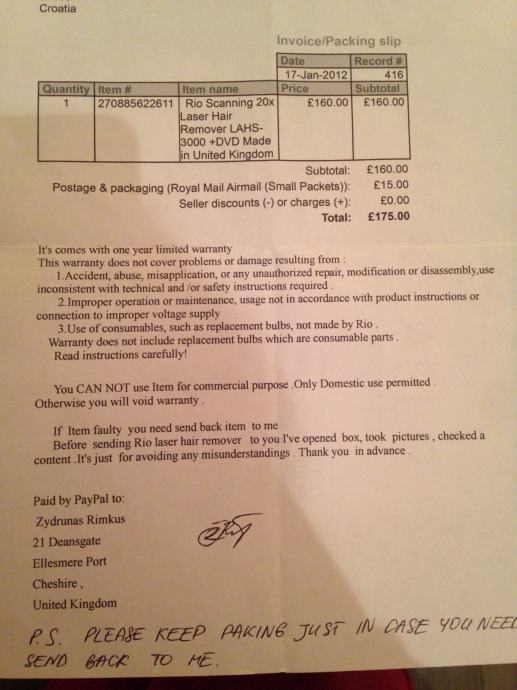 Croatia
Invoice/Packing slip
Date Record #
17-Jan-2012 416
Quantity Item # Item name Price Subtotal
1 270885622611 Rio Scanning 20x £160.00 £160.00
Laser Hair
Remover LAHS-
3000 +DVD Made
in United Kingdom
Subtotal: £160.00
Postage & packaging (Royal Mail Airmail (Small Packets)): £15.00
Seller discounts (-) or charges (+): £0.00
Total: £175.00
It's comes with one year limited warranty
This warranty does not cover problems or damage resulting from :
1.Accident, abuse, misapplication, or any unauthorized repair, modification or disassembly,use
inconsistent with technical and /or safety instructions required .
2.Improper operation or maintenance, usage not in accordance with product instructions or
connection to improper voltage supply
3.Use of consumables, such as replacement bulbs, not made by Rio .
Warranty does not include replacement bulbs which are consumable parts .
Read instructions carefully!
You CAN NOT use Item for commercial purpose .Only Domestic use permitted .
Otherwise you will void warranty .
If Item faulty you need send back item to me
Before sending Rio laser hair remover to you I've opened box, took pictures , checked a
content .It's just for avoiding any misunderstandings . Thank you in advance .
Paid by PayPal to:
Zydrunas Rimkus
21 Deansgate
Ellesmere Port
Cheshire ,
United Kingdom
P.S. PLEASE KEEP PAKING JUST IN CASE YOU NEED
SEND BACK TO ME.